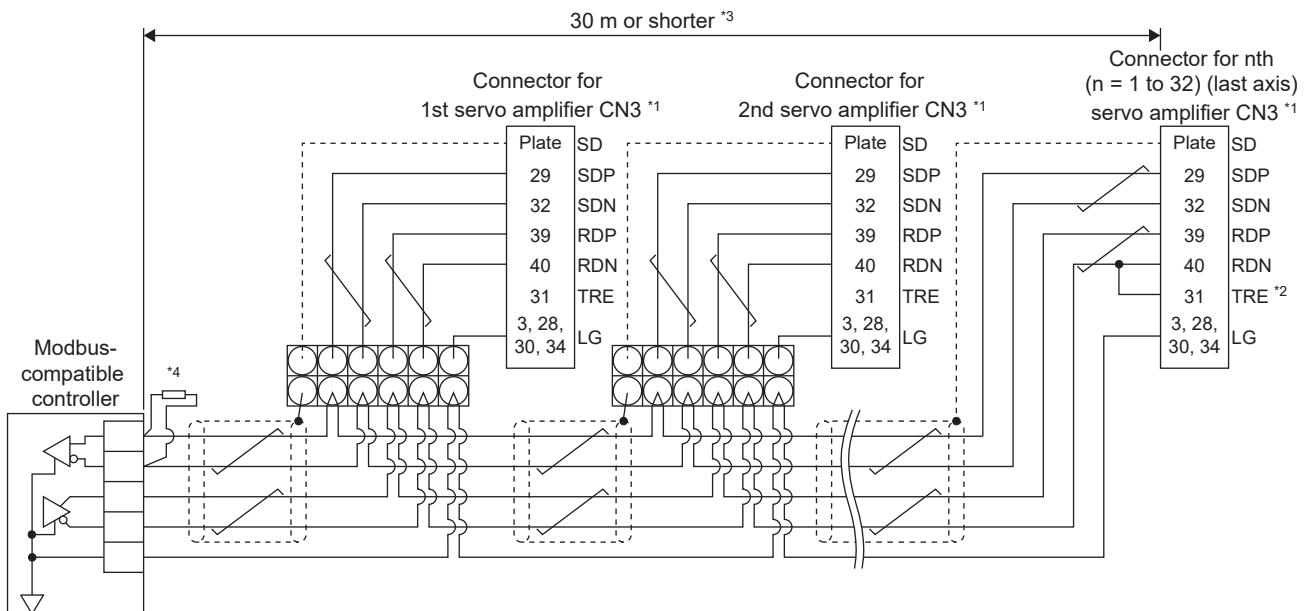 30 m or shorter *3
Connector for
1st servo amplifier CN3 *1
Plate SD
29 SDP
32 SDN
39 RDP
40 RDN
31 TRE
3, 28,
30, 34
LG
Connector for
2nd servo amplifier CN3 *1
Plate SD
29 SDP
32 SDN
39 RDP
40 RDN
31 TRE
3, 28,
30, 34
LG
Connector for nth
(n = 1 to 32) (last axis)
servo amplifier CN3 *1
Plate SD
29 SDP
32 SDN
39 RDP
40 RDN
31 TRE *2
3, 28,
30, 34
LG
Modbus-
compatible
controller
*4